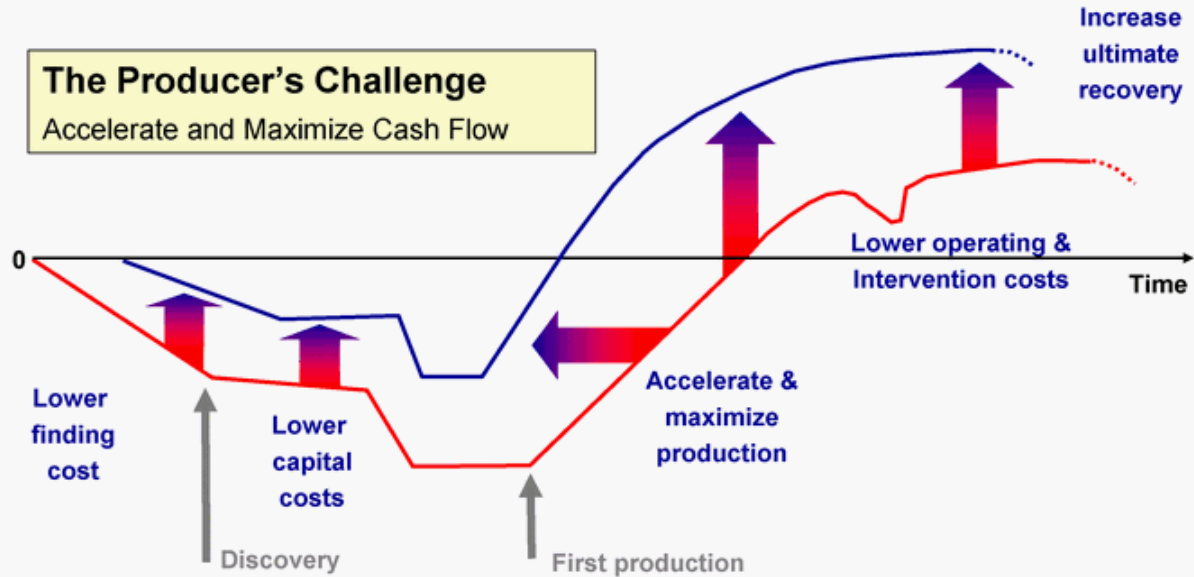 The Producer's Challenge
Accelerate and Maximize Cash Flow
Increase
ultimate
recovery
0
Lower operating &
Intervention costs
Time
Lower
finding
cost
Lower
capital
costs
Accelerate &
maximize
production
Discovery
First production